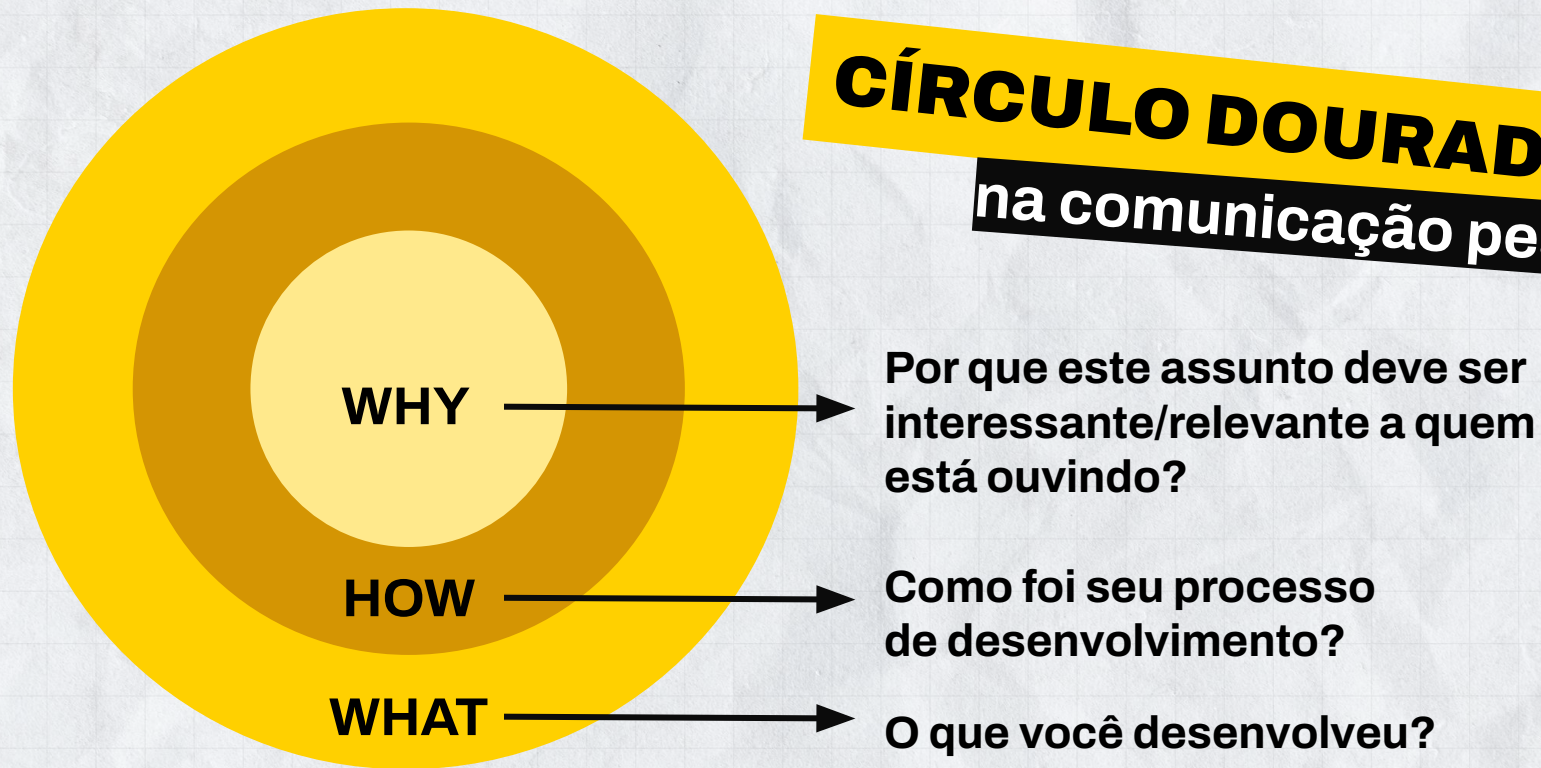 CÍRCULO DOURAD
na comunicação
WHY
Por que este assunto deve ser
interessante/relevante a quem
está ouvindo?
HOW
Como foi seu processo
de desenvolvimento?
WHAT
O que você desenvolveu?